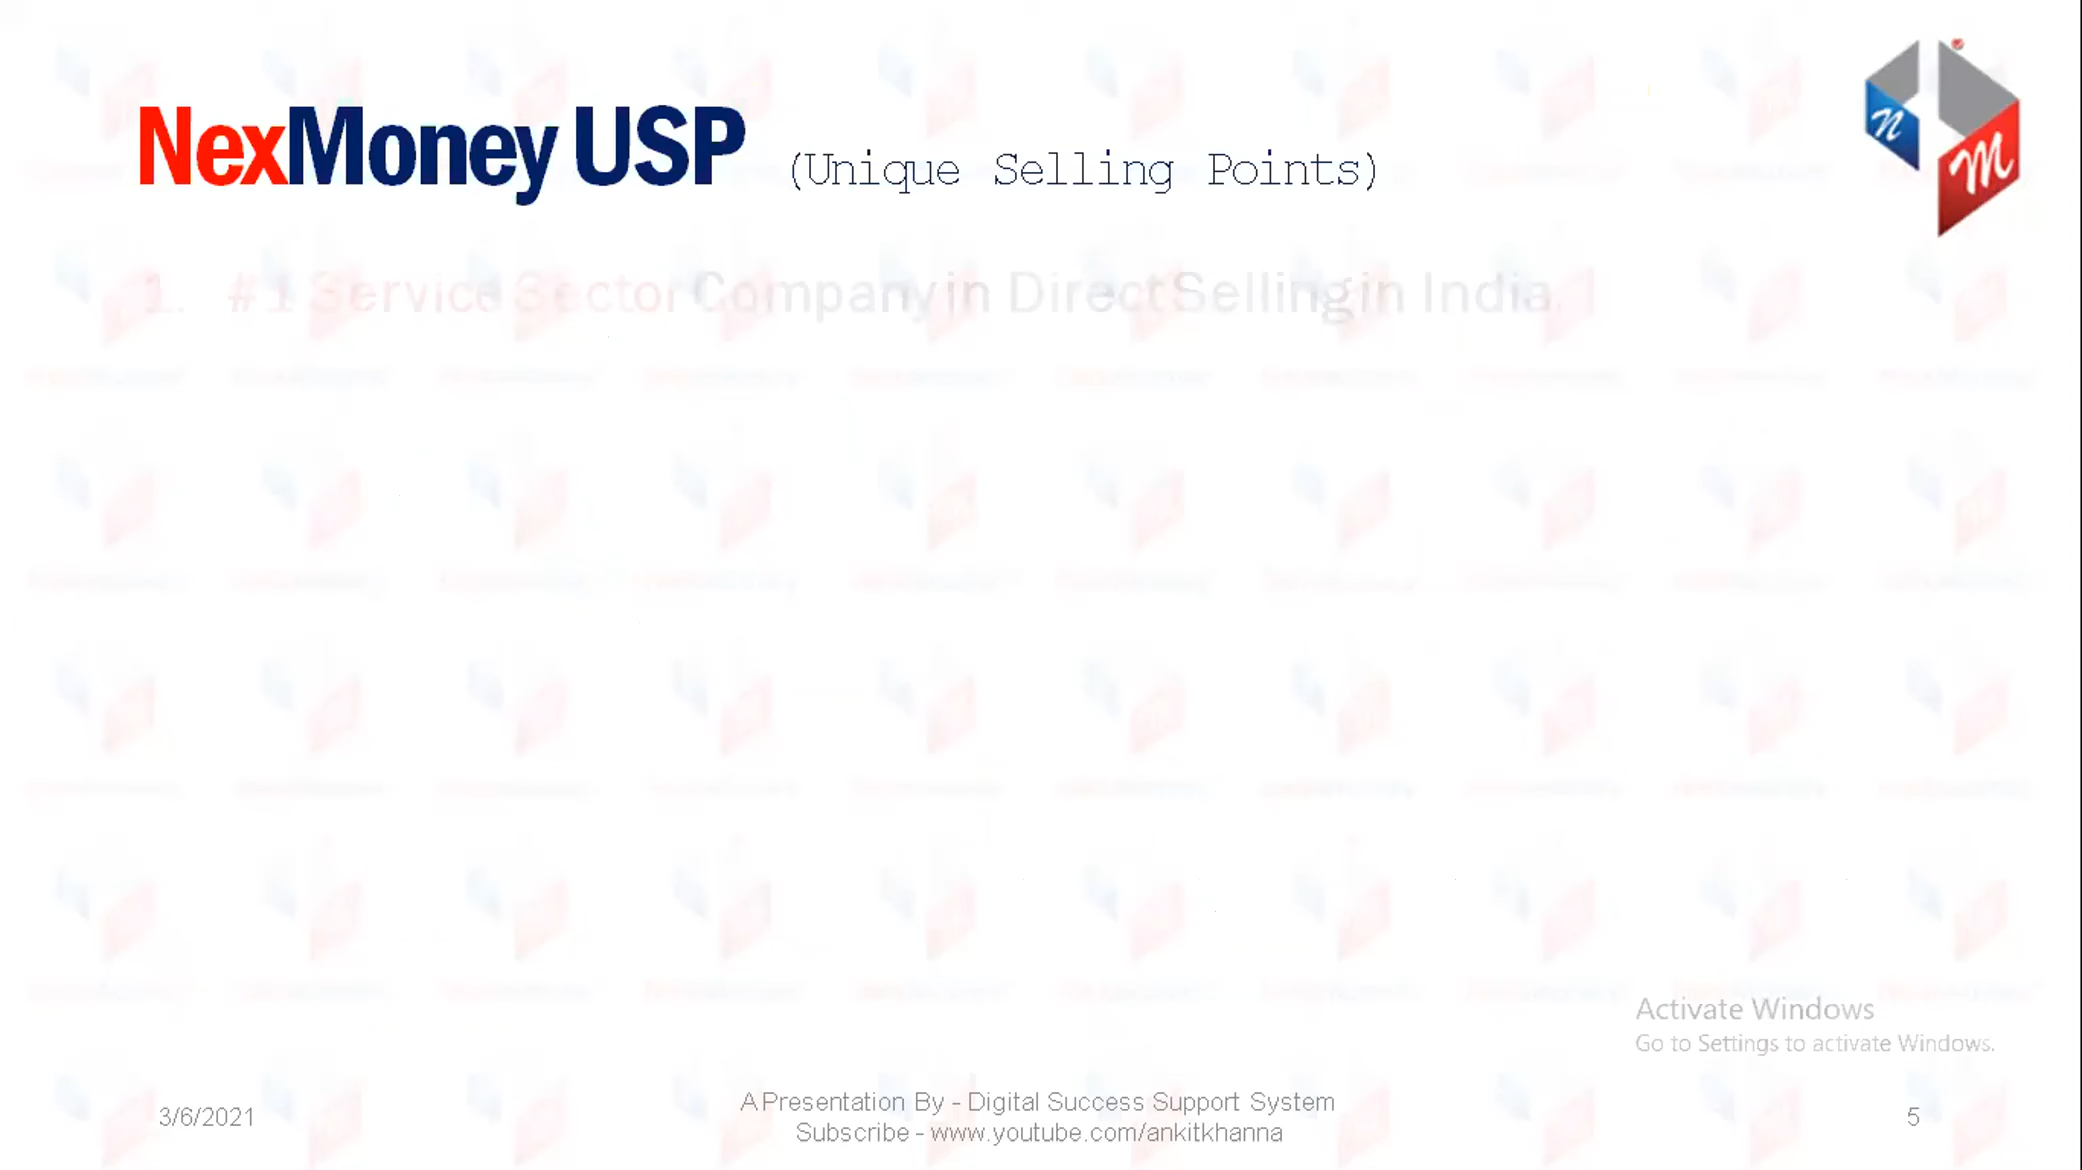 NexMoney USP (Unique Selling Points)
n
m
1. #1 Service Sector Company in Direct Selling in India.
Activate Windows
Go to Settings to activate Windows.
3/6/2021
A Presentation By - Digital Success Support System
Subscribe - www.youtube.com/ankitkhanna
5